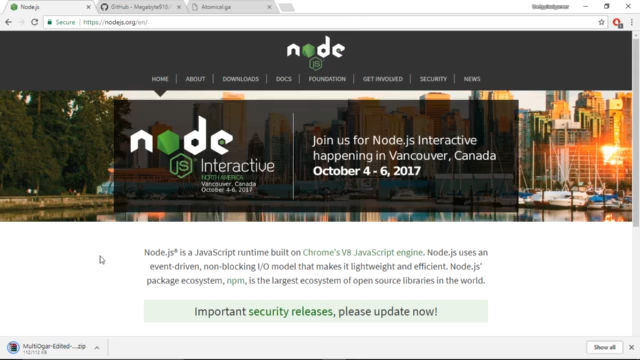 Node.js
GitHub - Megabyte918/M
Atomicaliga
Secure
https://nodejs.org/en/
node
JS
HOME
ABOUT
DOWNLOADS
DOCS
FOUNDATION
GET INVOLVED
SECURITY
NEWS
node
JS Interactive
NORTH AMERICA
Vancouver, Canada
October 4-6, 2017
Join us for Node.js Interactive
happening in Vancouver, Canada
October 4 - 6, 2017
Node.js® is a JavaScript runtime built on Chrome's V8 JavaScript engine. Node.js uses an
event-driven, non-blocking I/O model that makes it lightweight and efficient. Node.js'
package ecosystem, npm, is the largest ecosystem of open source libraries in the world.
Important security releases, please update now!
MultiOgar-Edited-....zip
112/112 KB
Show all